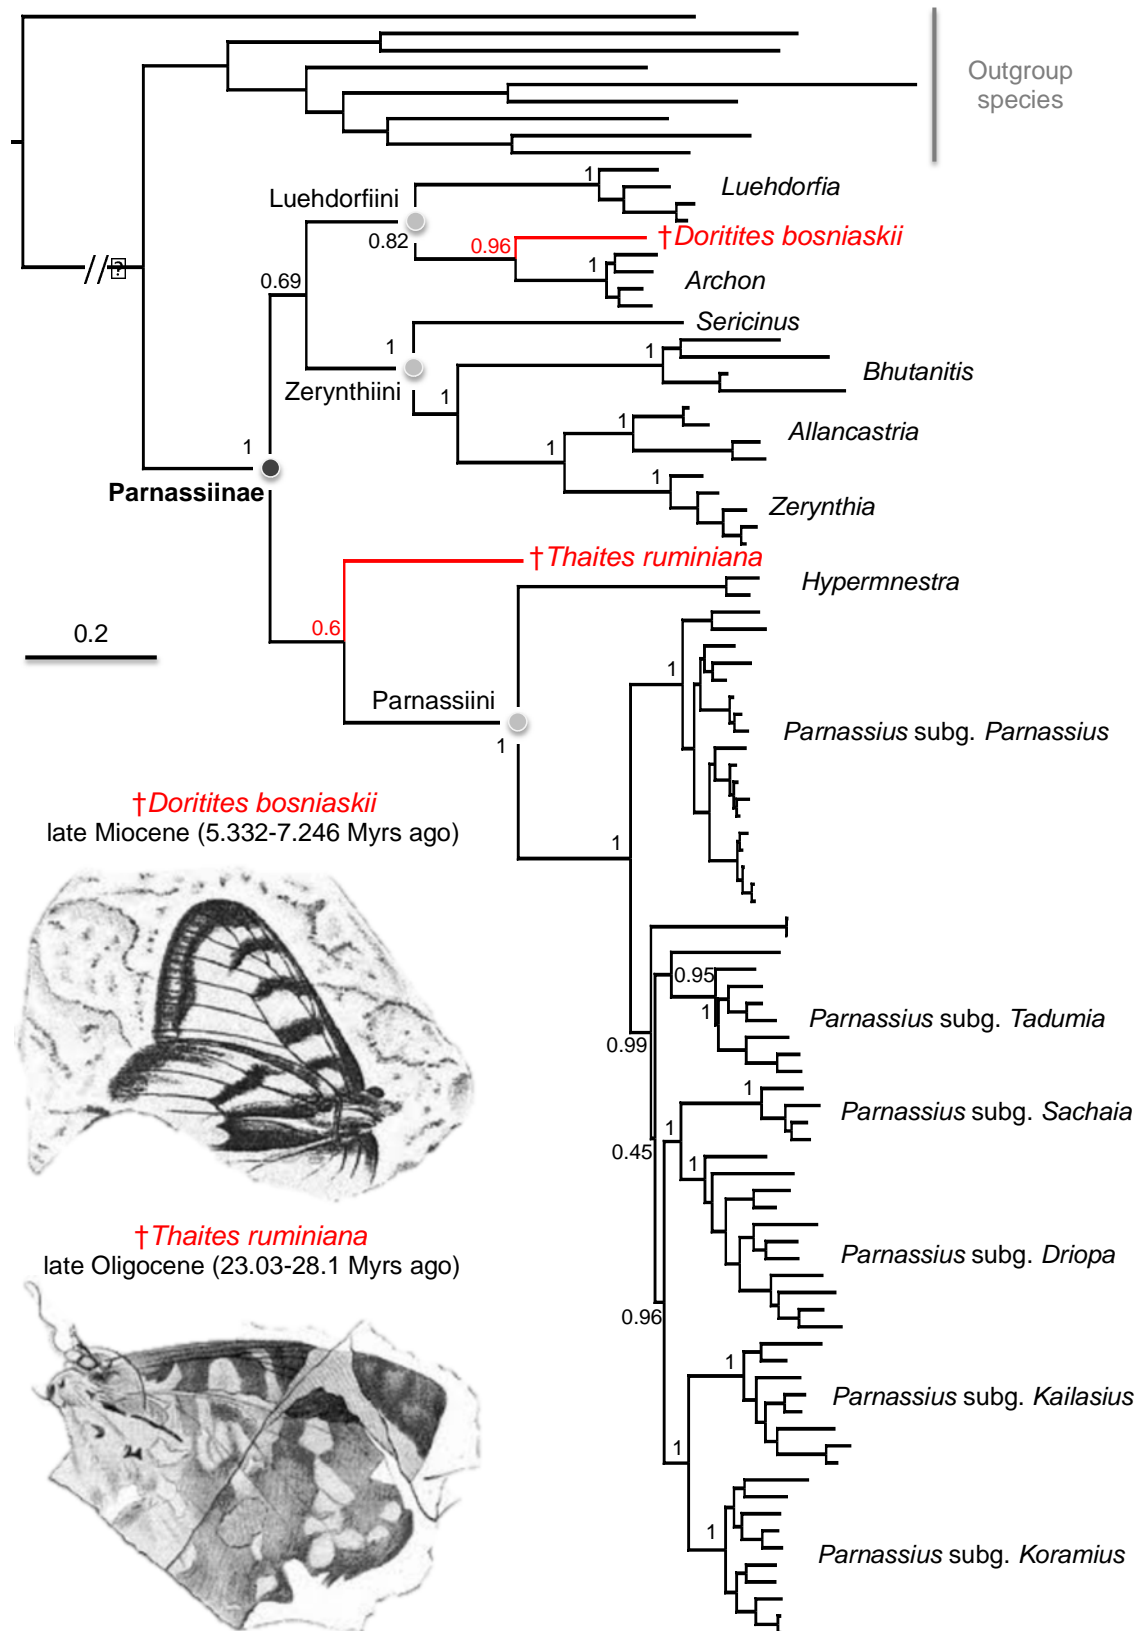 Outgroup
species
1
Luehdorfia
Luehdorfiini
0.82
0.96
†Doritites bosniaskii
1
Archon
//
0.69
Sericinus
1
1
Bhutanitis
Zerynthiini
1
1
Allancastria
1
1
Zerynthia
1
Parnassiinae
†Thaites ruminiana
Hypermnestra
0.2
0.6
1
Parnassiini
1
Parnassius subg. Parnassius
†Doritites bosniaskii
late Miocene (5.332-7.246 Myrs ago)
1
0.95
1
Parnassius subg. Tadumia
0.99
1
Parnassius subg. Sachaia
1
0.45
1
†Thaites ruminiana
late Oligocene (23.03-28.1 Myrs ago)
Parnassius subg. Driopa
0.96
1
Parnassius subg. Kailasius
1
1
Parnassius subg. Koramius